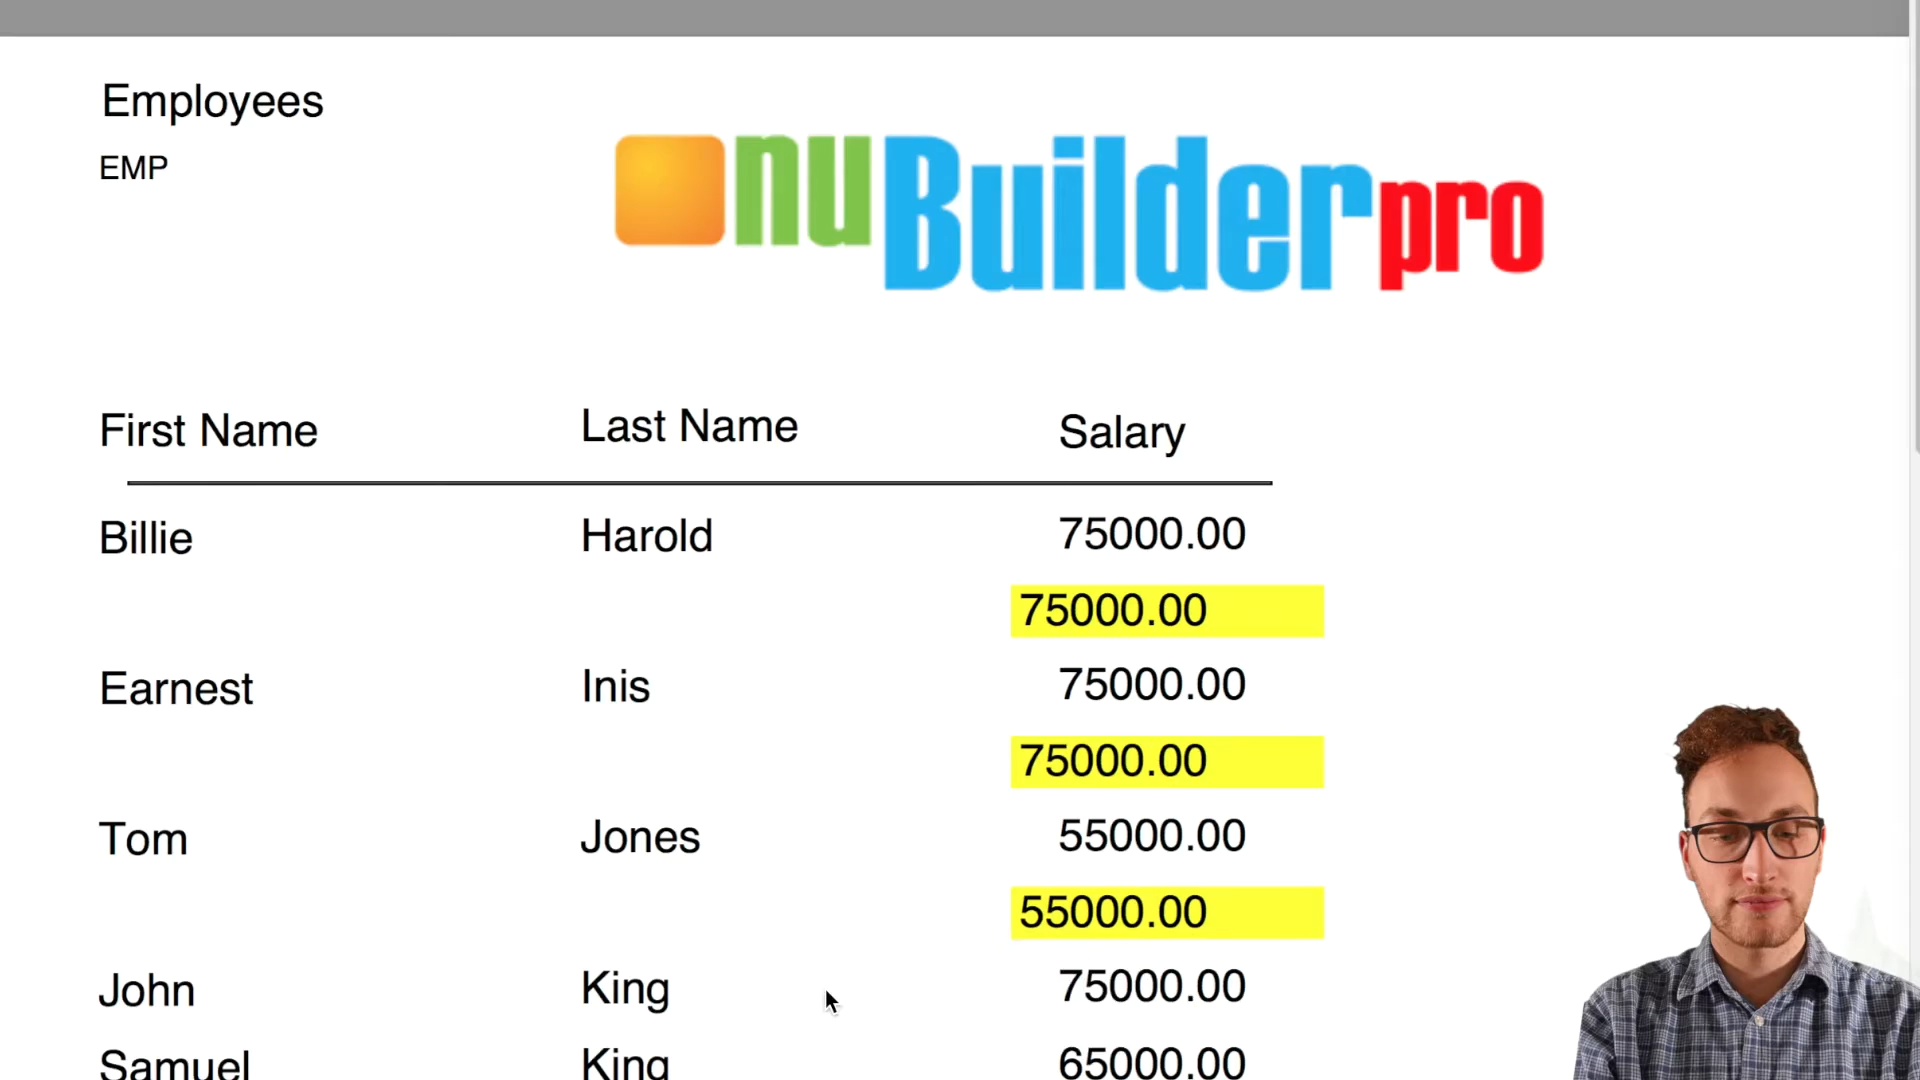 Employees
EMP
nuBuilderpro
First Name Last Name Salary
Billie Harold 75000.00
75000.00
Earnest Inis 75000.00
75000.00
Tom Jones 55000.00
55000.00
John King 75000.00
Samuel King 65000.00